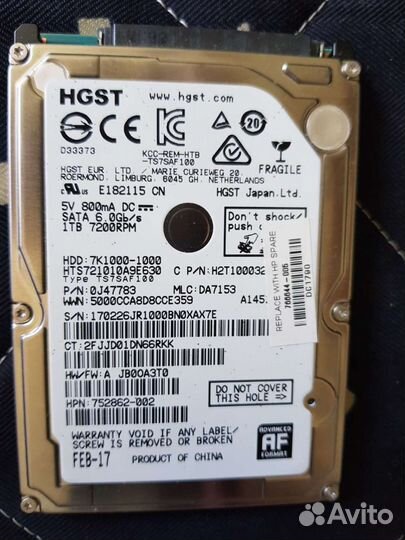 HGST
www.hgst.com
D33373
KCC-REM-HTB
-TS7SAF100
20
FRAGILE
HGST EUR. LTD / MARIE CURIEWEG 20,
ROERMOND, LIMBURG, 6045 GH, NETHERLANDS
E182115 CN
HGST Japan,Ltd.
5V 800mA DC
SATA 6.0Gb/s
1TB 7200RPM
Don't shock/
push
HDD: 7K1000-1000
HTS721010A9E630
C P/N: H2T100032
Type TS7SAF100
P/N: 0J47783
MLC: DA7153
WWN: 5000CCA8D8CCE359
A145
S/N: 170226JR1000BN0XAX7E
REPLACE WITH HP SPARE
DC1790
CT: 2FJJD01DN66RKK
HW/FW:A JB0OA3T0
Do not cover this hole.
HPN: 752862-002
WARRANTY VOID IF ANY LABEL/
SCREW IS REMOVED OR BROKEN
FEB-17
PRODUCT OF CHINA
ADVANCED
AF
FORMAT
Avito